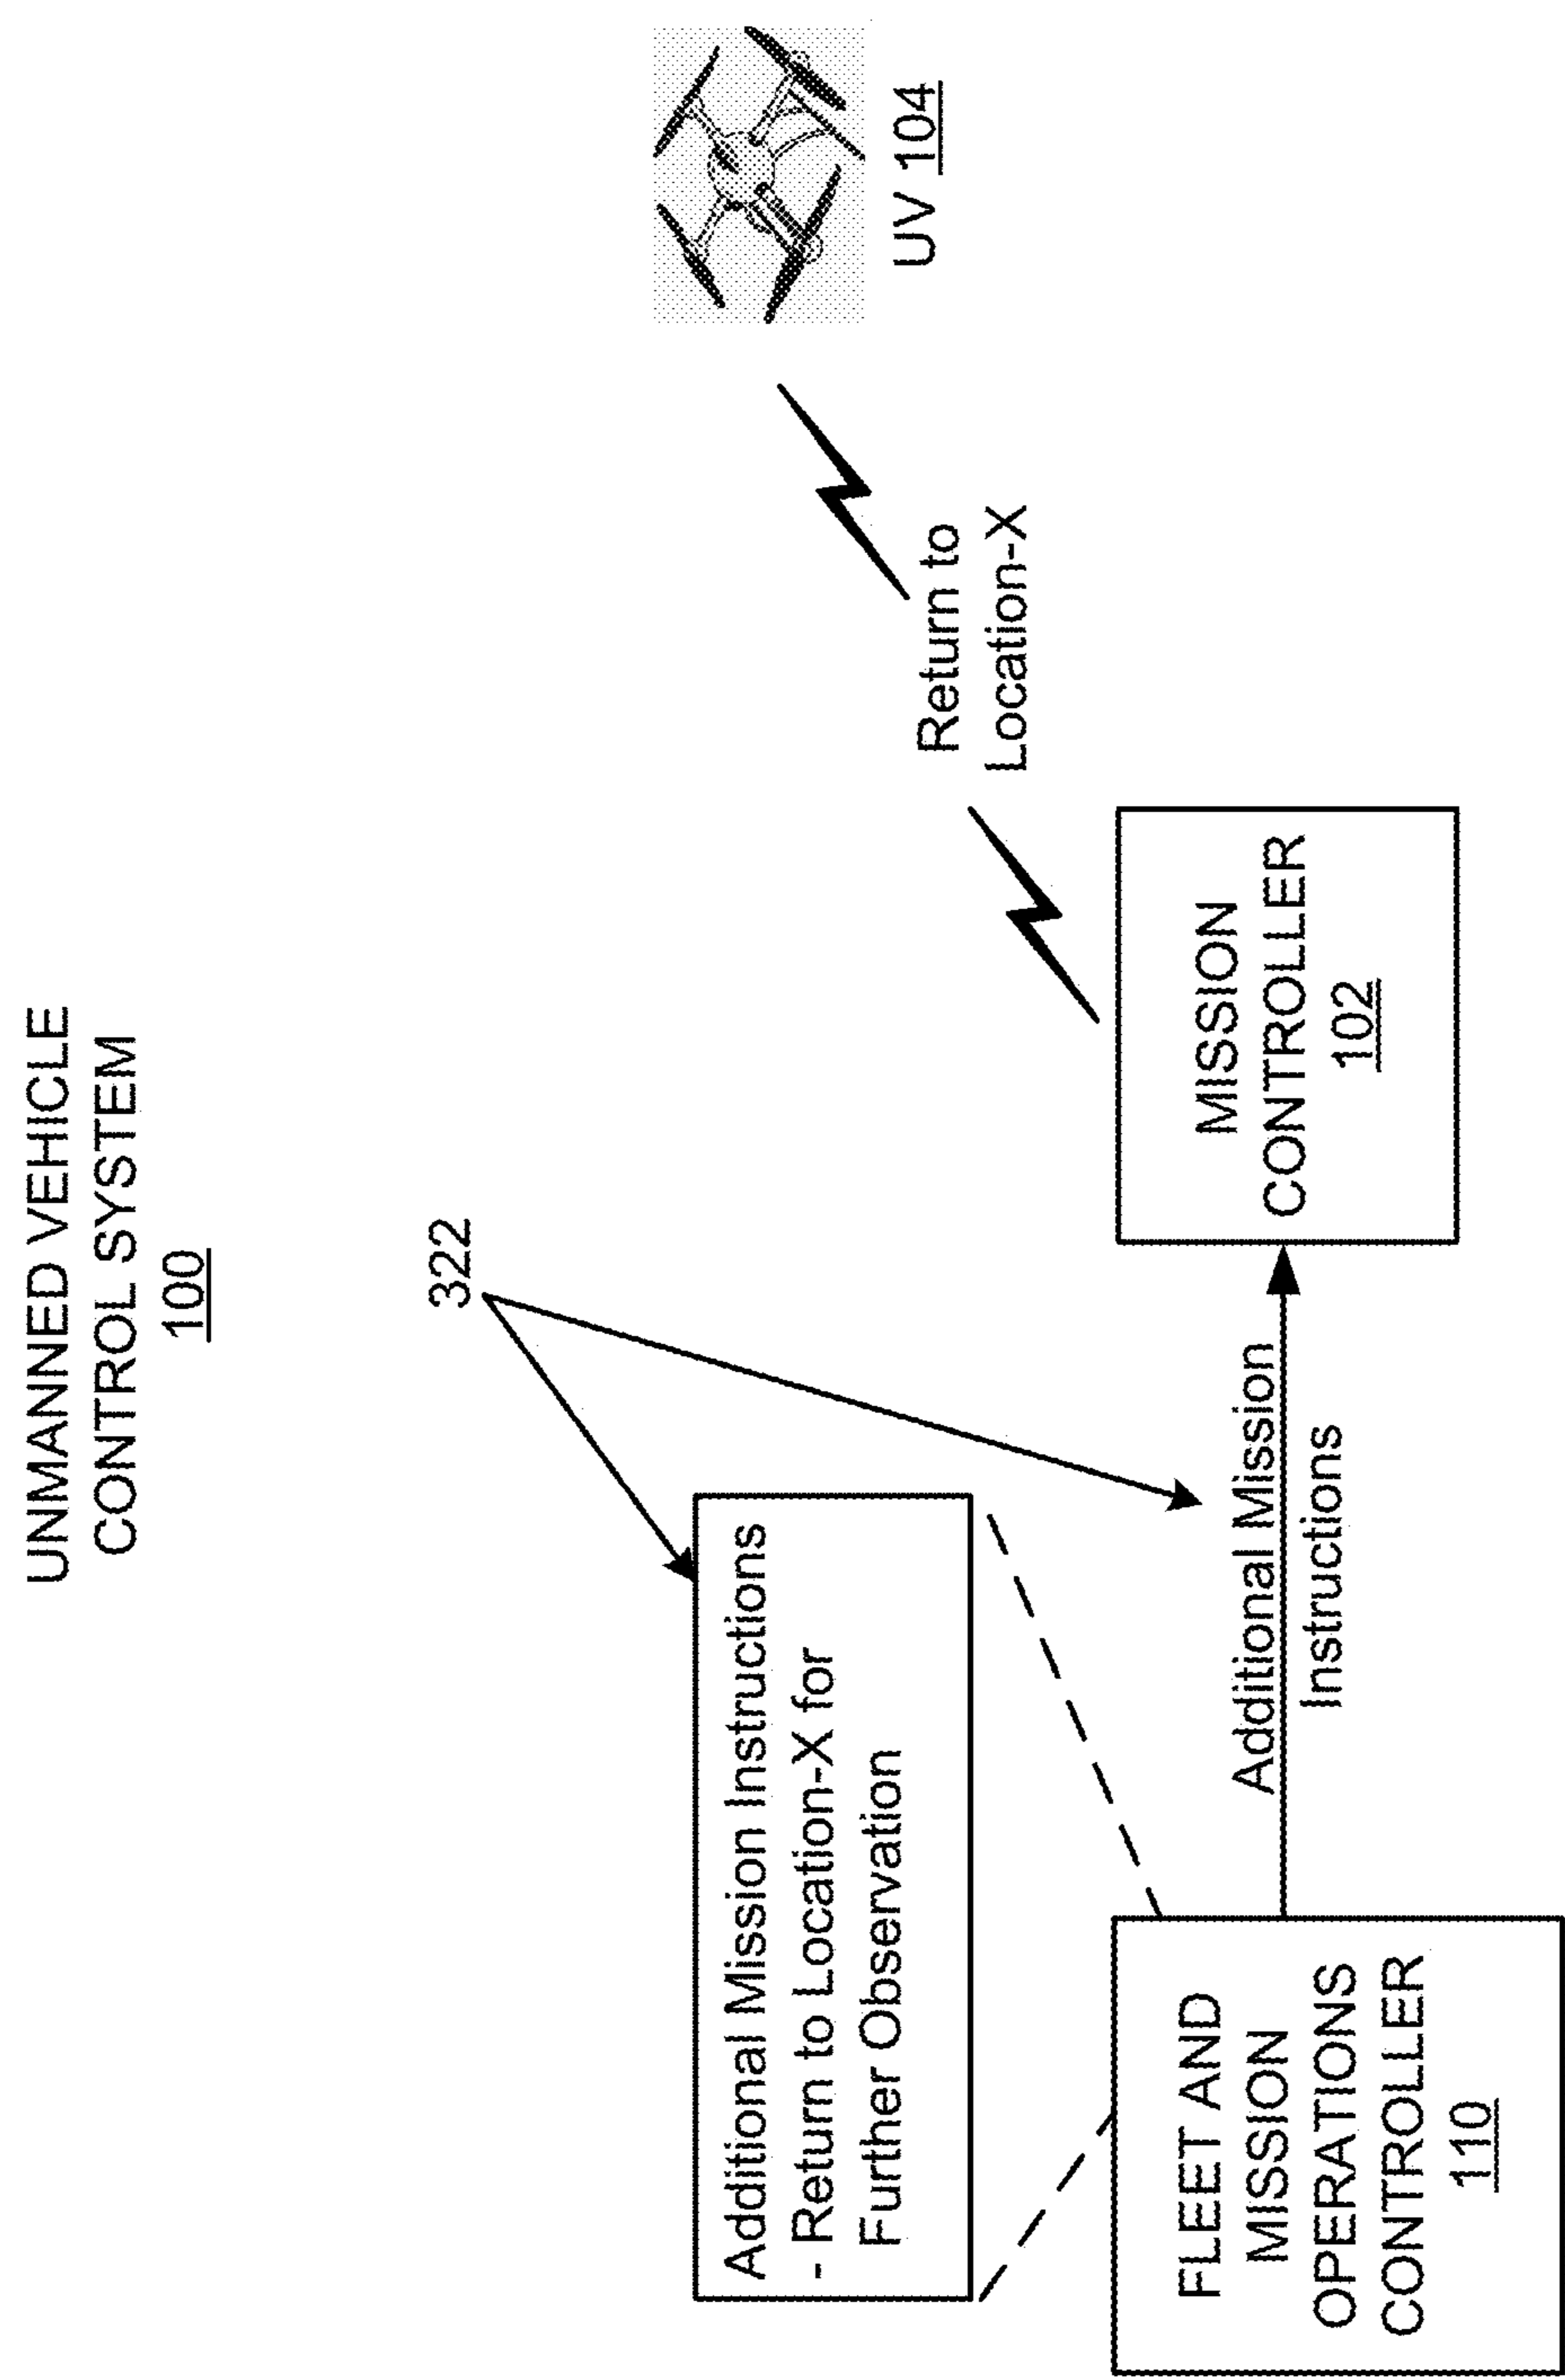 UNMANNED VEHICLE
CONTROL SYSTEM
100
322
Additional Mission Instructions
- Return to Location-X for
Further Observation
FLEET AND
MISSION
OPERATIONS
CONTROLLER
110
Additional Mission
Instructions
MISSION
CONTROLLER
102
Return to
Location-X
UV 104